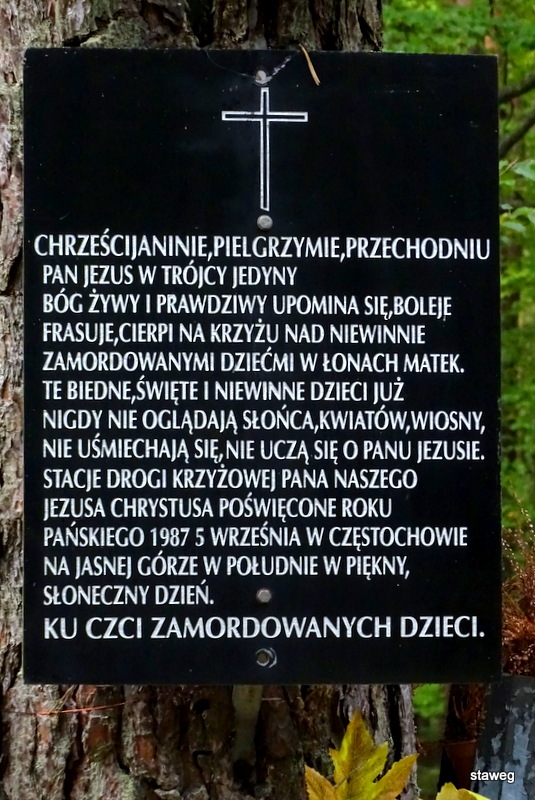 CHRZEŚCIJANINIE,PIELGRZYMIE,PRZECHODNIU
PAN JEZUS W TRÓJCY JEDYNY
BÓG ŻYWY I PRAWDZIWY UPOMINA SIĘ,BOLEJE
FRASUJE,CIERPI NA KRZYŻU NAD NIEWINNIE
ZAMORDOWANYMI DZIEĆMI W ŁONACH MATEK.
TE BIEDNE,ŚWIĘTE I NIEWINNE DZIECI JUŻ
NIGDY NIE OGLĄDAJĄ SŁOŃCA,KWIATÓW,WIOSNY,
NIE UŚMIECHAJĄ SIĘ,NIE UCZĄ SIĘ O PANU JEZUSIE.
STACJE DROGI KRZYŻOWEJ PANA NASZEGO
JEZUSA CHRYSTUSA POŚWIĘCONE ROKU
PAŃSKIEGO 1987 5 WRZEŚNIA W CZĘSTOCHOWIE
NA JASNEJ GÓRZE W POŁUDNIE W PIĘKNY,
SŁONECZNY DZIEŃ.
KU CZCI ZAMORDOWANYCH DZIECI.
staweg